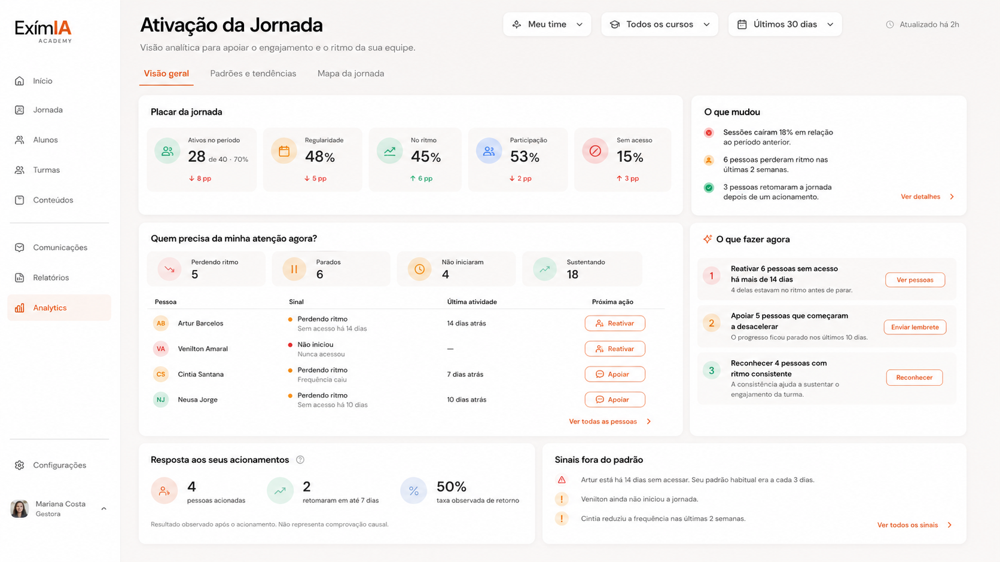 ExímIA
ACADEMY
Início
Jornada
Alunos
Turmas
Conteúdos
Comunicações
Relatórios
Analytics
Configurações
Mariana Costa
Gestora
Ativação da Jornada
Visão analítica para apoiar o engajamento e o ritmo da sua equipe.
Meu time
Todos os cursos
Últimos 30 dias
Atualizado há 2h
Visão geral
Padrões e tendências
Mapa da jornada
Placar da jornada
Ativos no período
28 de 40 · 70%
↓ 8 pp
Regularidade
48%
↓ 5 pp
No ritmo
45%
↑ 6 pp
Participação
53%
↓ 2 pp
Sem acesso
15%
↑ 3 pp
O que mudou
Sessões caíram 18% em relação
ao período anterior.
6 pessoas perderam ritmo nas
últimas 2 semanas.
3 pessoas retomaram a jornada
depois de um acionamento.
Ver detalhes
Quem precisa da minha atenção agora?
Perdendo ritmo
5
Parados
6
Não iniciaram
4
Sustentando
18
Pessoa
Sinal
Última atividade
Próxima ação
AB
Artur Barcelos
Perdendo ritmo
Sem acesso há 14 dias
14 dias atrás
Reativar
VA
Venilton Amaral
Não iniciou
Nunca acessou
—
Reativar
CS
Cintia Santana
Perdendo ritmo
Frequência caiu
7 dias atrás
Apoiar
NJ
Neusa Jorge
Perdendo ritmo
Sem acesso há 10 dias
10 dias atrás
Apoiar
Ver todas as pessoas
O que fazer agora
1
Reativar 6 pessoas sem acesso
há mais de 14 dias
4 delas estavam no ritmo antes de parar.
Ver pessoas
2
Apoiar 5 pessoas que começaram
a desacelerar
O progresso ficou parado nos últimos 10 dias.
Enviar lembrete
3
Reconhecer 4 pessoas com
ritmo consistente
A consistência ajuda a sustentar o
engajamento da turma.
Reconhecer
Resposta aos seus acionamentos
?
4
pessoas acionadas
2
retomaram em até 7 dias
%
50%
taxa observada de retorno
Resultado observado após o acionamento. Não representa comprovação causal.
Sinais fora do padrão
Artur está há 14 dias sem acessar. Seu padrão habitual era a cada 3 dias.
!
Venilton ainda não iniciou a jornada.
!
Cintia reduziu a frequência nas últimas 2 semanas.
Ver todos os sinais